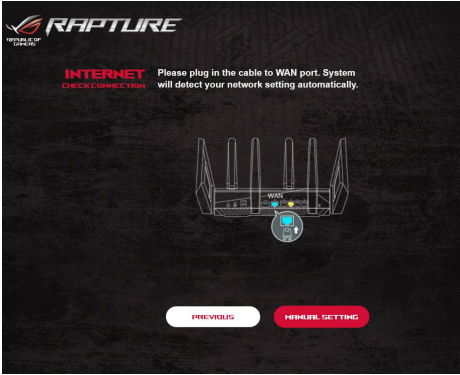 RAPTURE
REPUBLIC OF
GAMERS
INTERNET
CHECK CONNECTION
Please plug in the cable to WAN port. System
will detect your network setting automatically.
WAN
PREVIOUS
MANUAL SETTING